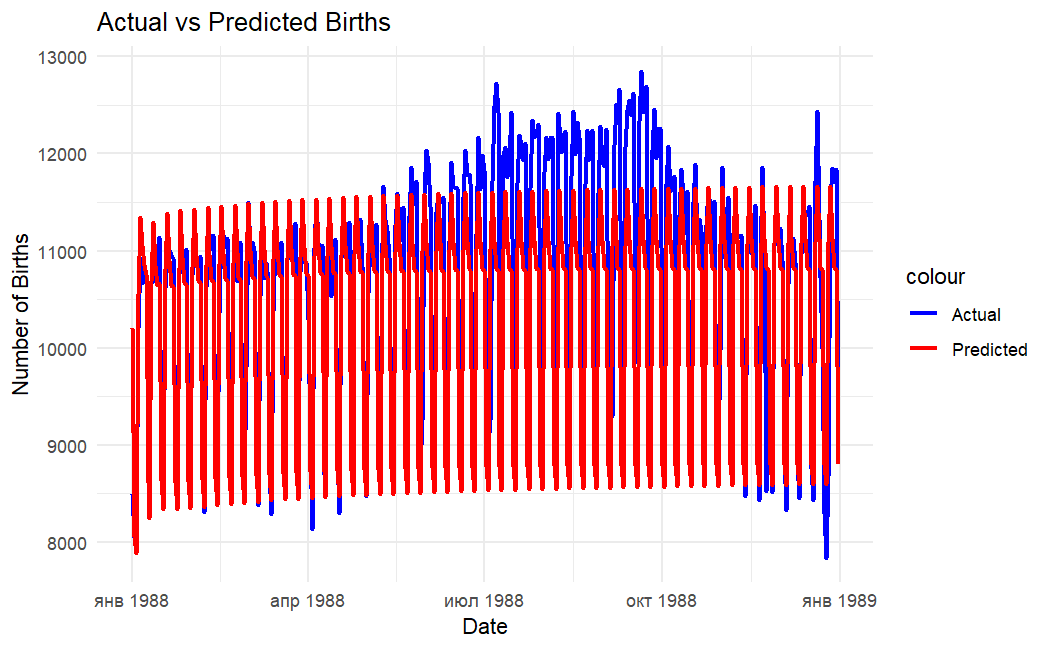 Actual vs Predicted Births
Number of Births
13000
12000
11000
10000
9000
8000
янв 1988
апр 1988
июл 1988
окт 1988
янв 1989
Date
colour
Actual
Predicted